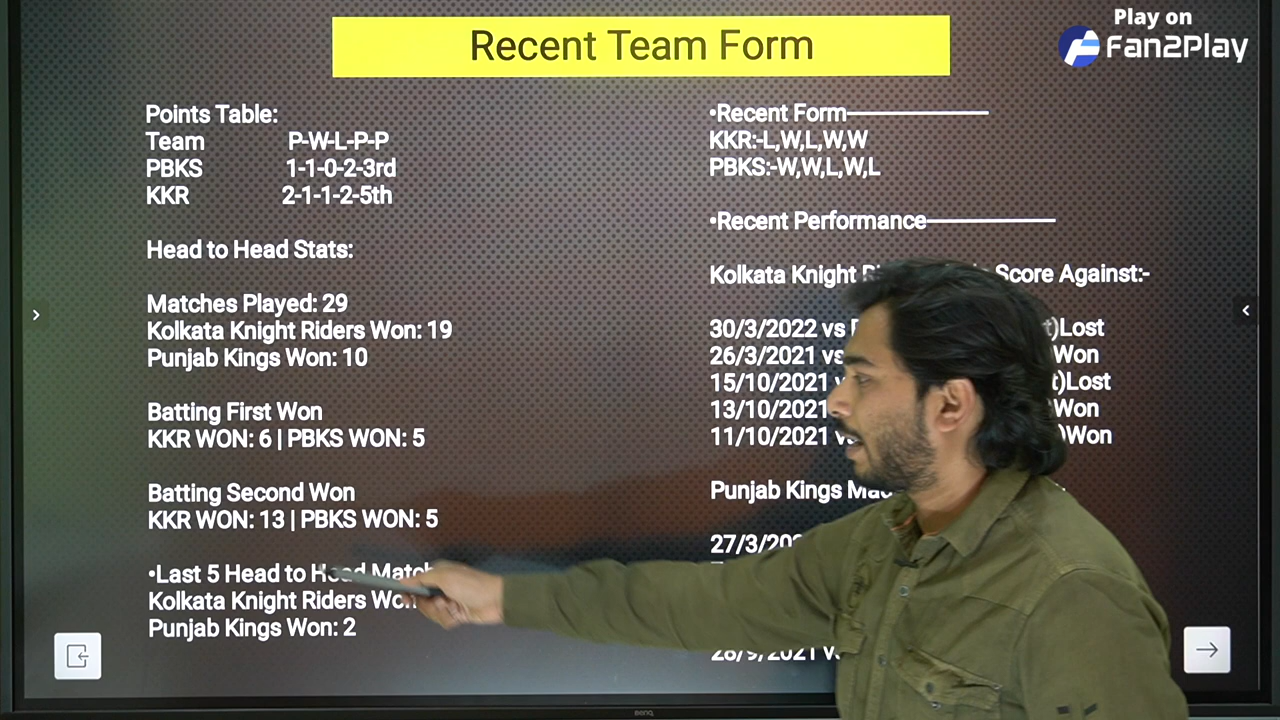 Play on
Fan2Play
Recent Team Form
Points Table:
Team P-W-L-P-P
PBKS 1-1-0-2-3rd
KKR 2-1-1-2-5th
Head to Head Stats:
Matches Played: 29
Kolkata Knight Riders Won: 19
Punjab Kings Won: 10
Batting First Won
KKR WON: 6 | PBKS WON: 5
Batting Second Won
KKR WON: 13 | PBKS WON: 5
•Last 5 Head to Head
Kolkata Knight Riders
Punjab Kings Won: 2
•Recent Form
KKR:-L,W,L,W,W
PBKS:-W,W,L,W,L
•Recent Performance
Kolkata Knight Score Against:-
30/3/2022 vs Lost
26/3/2021 vs Won
15/10/2021 Lost
13/10/2021 Won
11/10/2021 Won
Punjab Kings
28/9/2021
BenQ